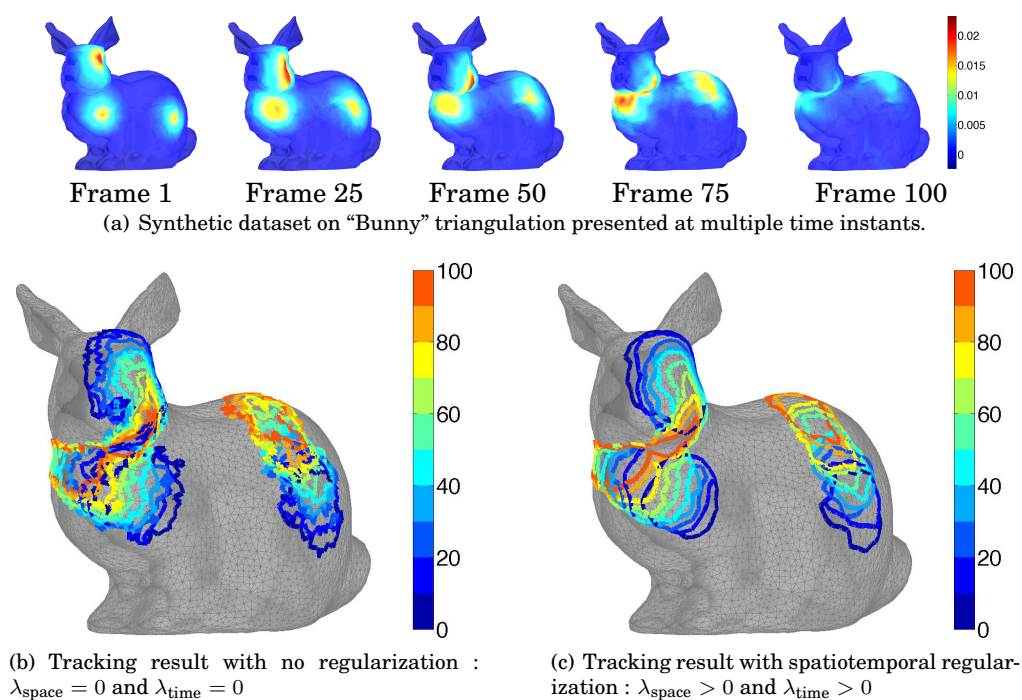 0.02
0.015
0.01
0.005
0
Frame 1 Frame 25 Frame 50 Frame 75 Frame 100
(a) Synthetic dataset on “Bunny” triangulation presented at multiple time instants.
100
80
60
40
20
0
100
80
60
40
20
0
(b) Tracking result with no regularization :
λspace = 0 and λtime = 0
(c) Tracking result with spatiotemporal regular-
ization : λspace > 0 and λtime > 0